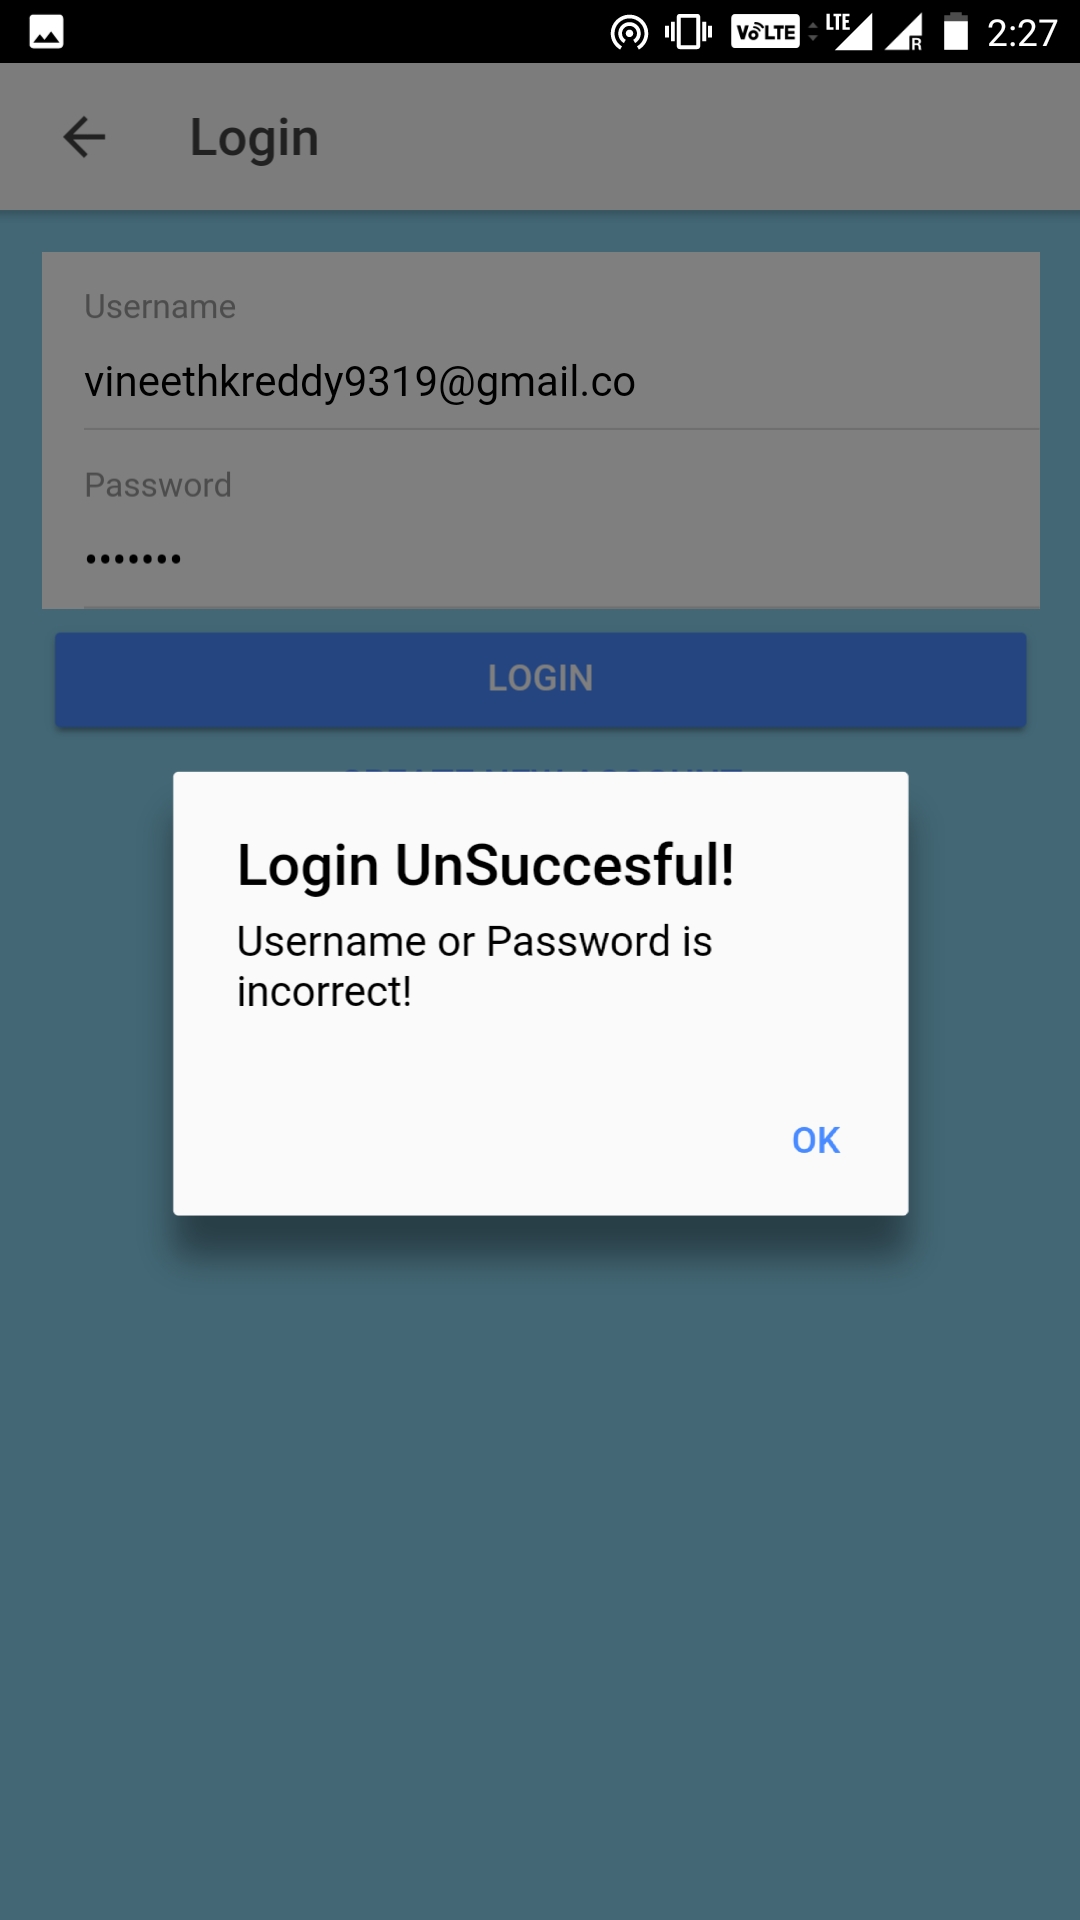 VoLTE LTE R 2:27
Login
Username
vineethkreddy9319@gmail.co
Password
•••••••
LOGIN
Login UnSuccesful!
Username or Password is
incorrect!
OK